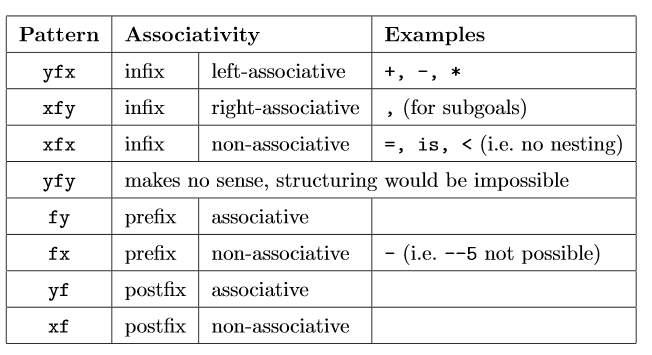 Pattern Associativity Examples
yfx infix left-associative +, -, *
xfy infix right-associative , (for subgoals)
xfx infix non-associative =, is, < (i.e. no nesting)
yfy makes no sense, structuring would be impossible
fy prefix associative
fx prefix non-associative - (i.e. --5 not possible)
yf postfix associative
xf postfix non-associative